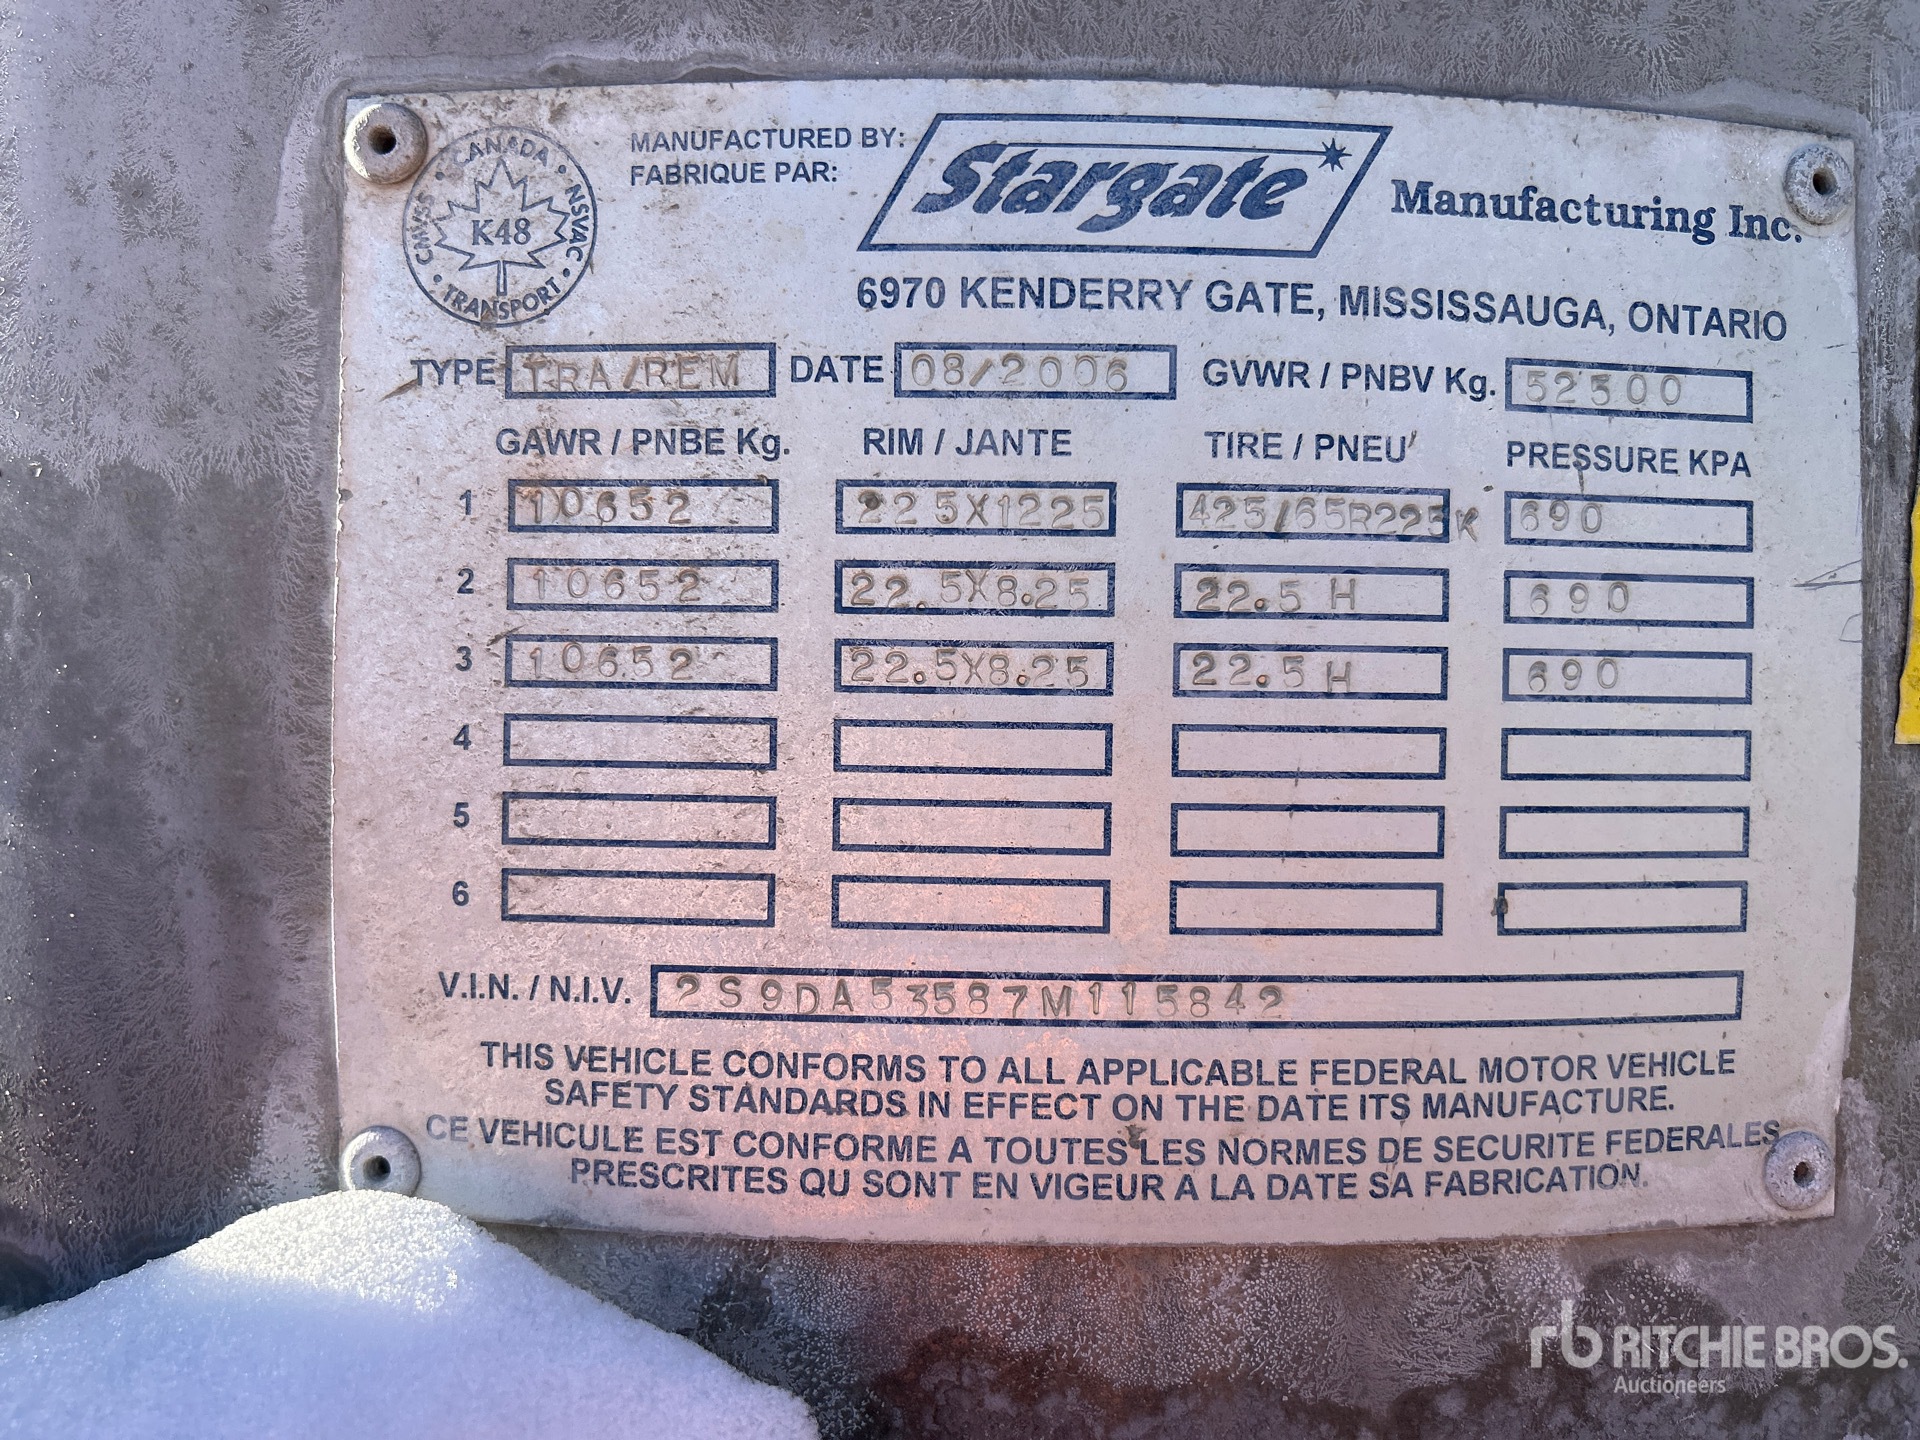 CANADA
CMVSS · NSVAC
K48
TRANSPORT
MANUFACTURED BY:
FABRIQUE PAR:
Stargate Manufacturing Inc.
6970 KENDERRY GATE, MISSISSAUGA, ONTARIO
TYPE TRA/REM DATE 08/2006 GVWR / PNBV Kg. 52500
GAWR / PNBE Kg. RIM / JANTE TIRE / PNEU PRESSURE KPA
1 10652 22 5X1225 425/65R225K 690
2 10652 22.5X8.25 22.5 H 690
3 10652 22.5X8.25 22.5 H 690
4
5
6
V.I.N. / N.I.V. 2S9DA53587M115842
THIS VEHICLE CONFORMS TO ALL APPLICABLE FEDERAL MOTOR VEHICLE
SAFETY STANDARDS IN EFFECT ON THE DATE ITS MANUFACTURE.
CE VEHICULE EST CONFORME A TOUTES LES NORMES DE SECURITE FEDERALES
PRESCRITES QU SONT EN VIGEUR A LA DATE SA FABRICATION.
rb RITCHIE BROS.
Auctioneers